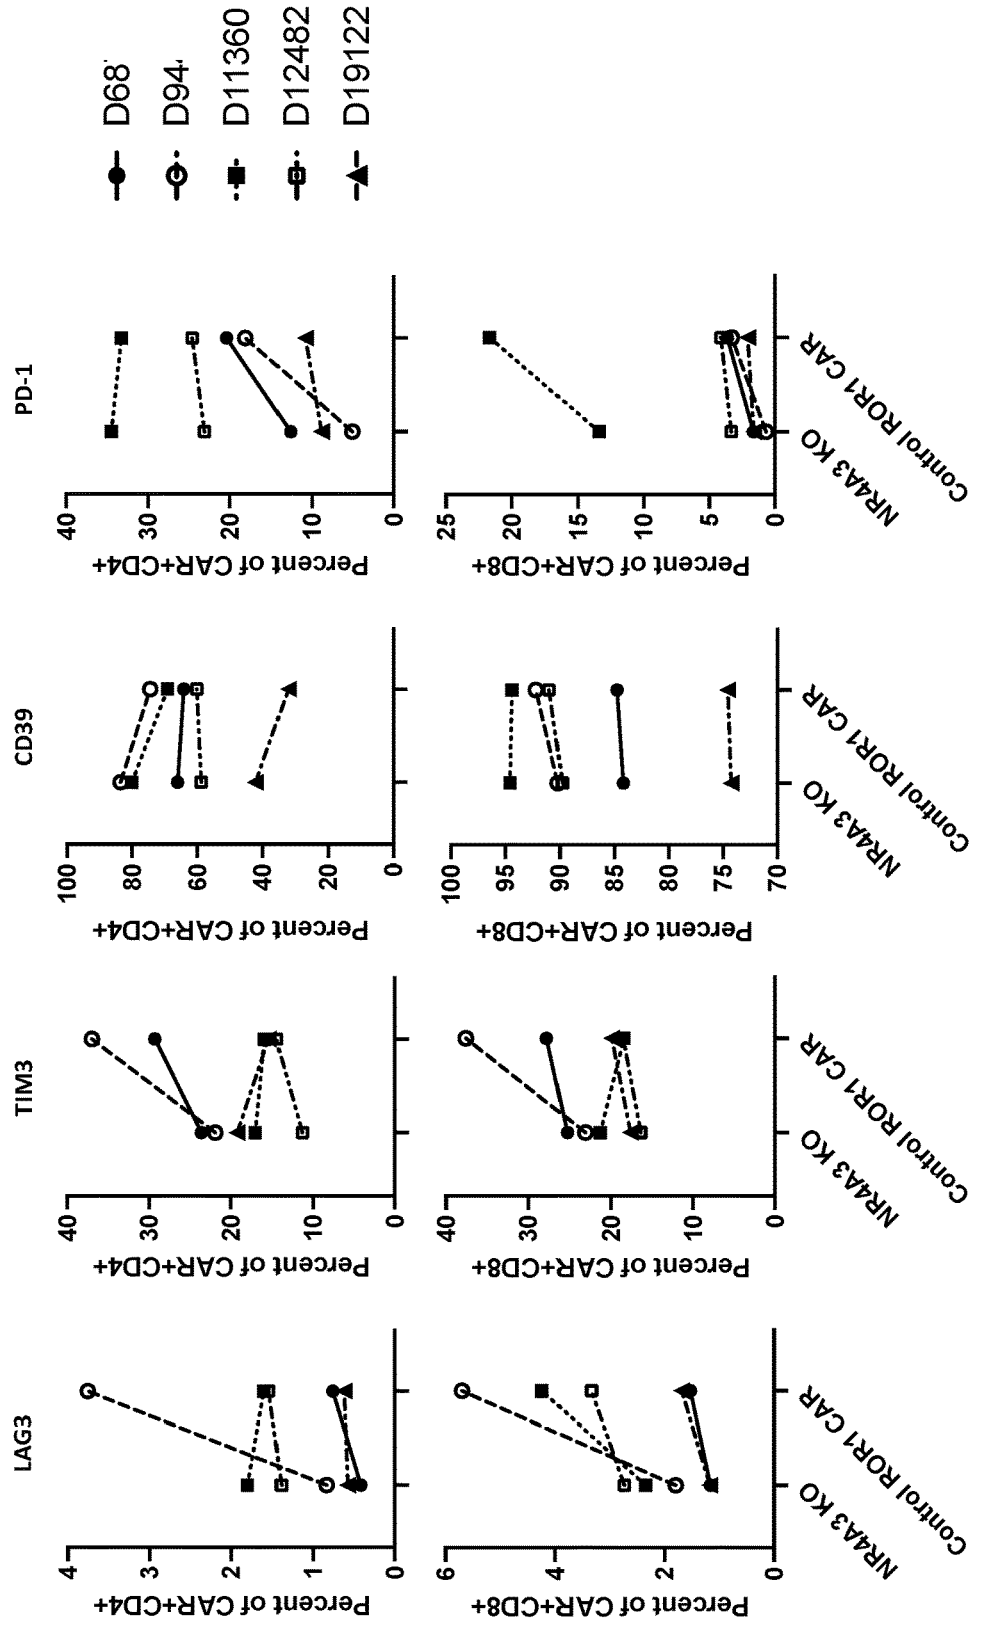 LAG3
Percent of CAR+CD4+
4
3
2
1
0
Percent of CAR+CD8+
6
4
2
0
NR4A3 KO
Control ROR1 CAR
TIM3
Percent of CAR+CD4+
40
30
20
10
0
Percent of CAR+CD8+
40
30
20
10
0
NR4A3 KO
Control ROR1 CAR
CD39
Percent of CAR+CD4+
100
80
60
40
20
0
Percent of CAR+CD8+
100
95
90
85
80
75
70
NR4A3 KO
Control ROR1 CAR
PD-1
Percent of CAR+CD4+
40
30
20
10
0
Percent of CAR+CD8+
25
20
15
10
5
0
NR4A3 KO
Control ROR1 CAR
D68
D94
D11360
D12482
D19122